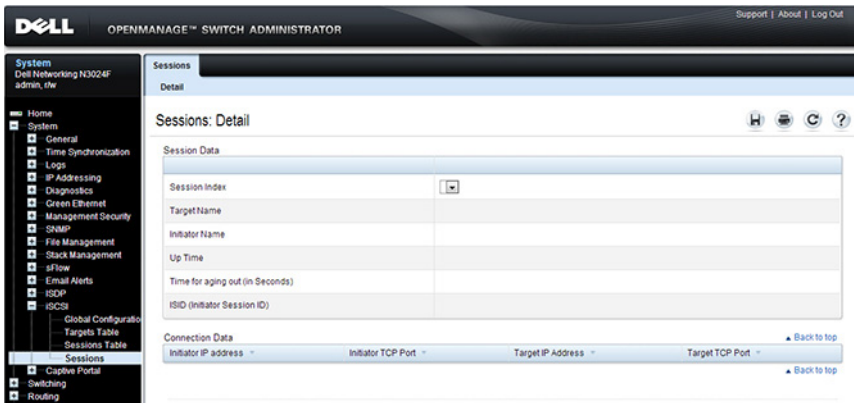 Support | About | Log Out
DELL
OPENMANAGE™ SWITCH ADMINISTRATOR
System
Dell Networking N3024F
admin, r/w
Home
System
General
Time Synchronization
Logs
IP Addressing
Diagnostics
Green Ethernet
Management Security
SNMP
File Management
Stack Management
sFlow
Email Alerts
ISDP
iSCSI
Global Configuratio
Targets Table
Sessions Table
Sessions
Captive Portal
Switching
Routing
Sessions
Detail
Sessions: Detail
Session Data
Session Index
Target Name
Initiator Name
Up Time
Time for aging out (in Seconds)
ISID (Initiator Session ID)
Connection Data
Back to top
Initiator IP address Initiator TCP Port Target IP Address Target TCP Port
Back to top